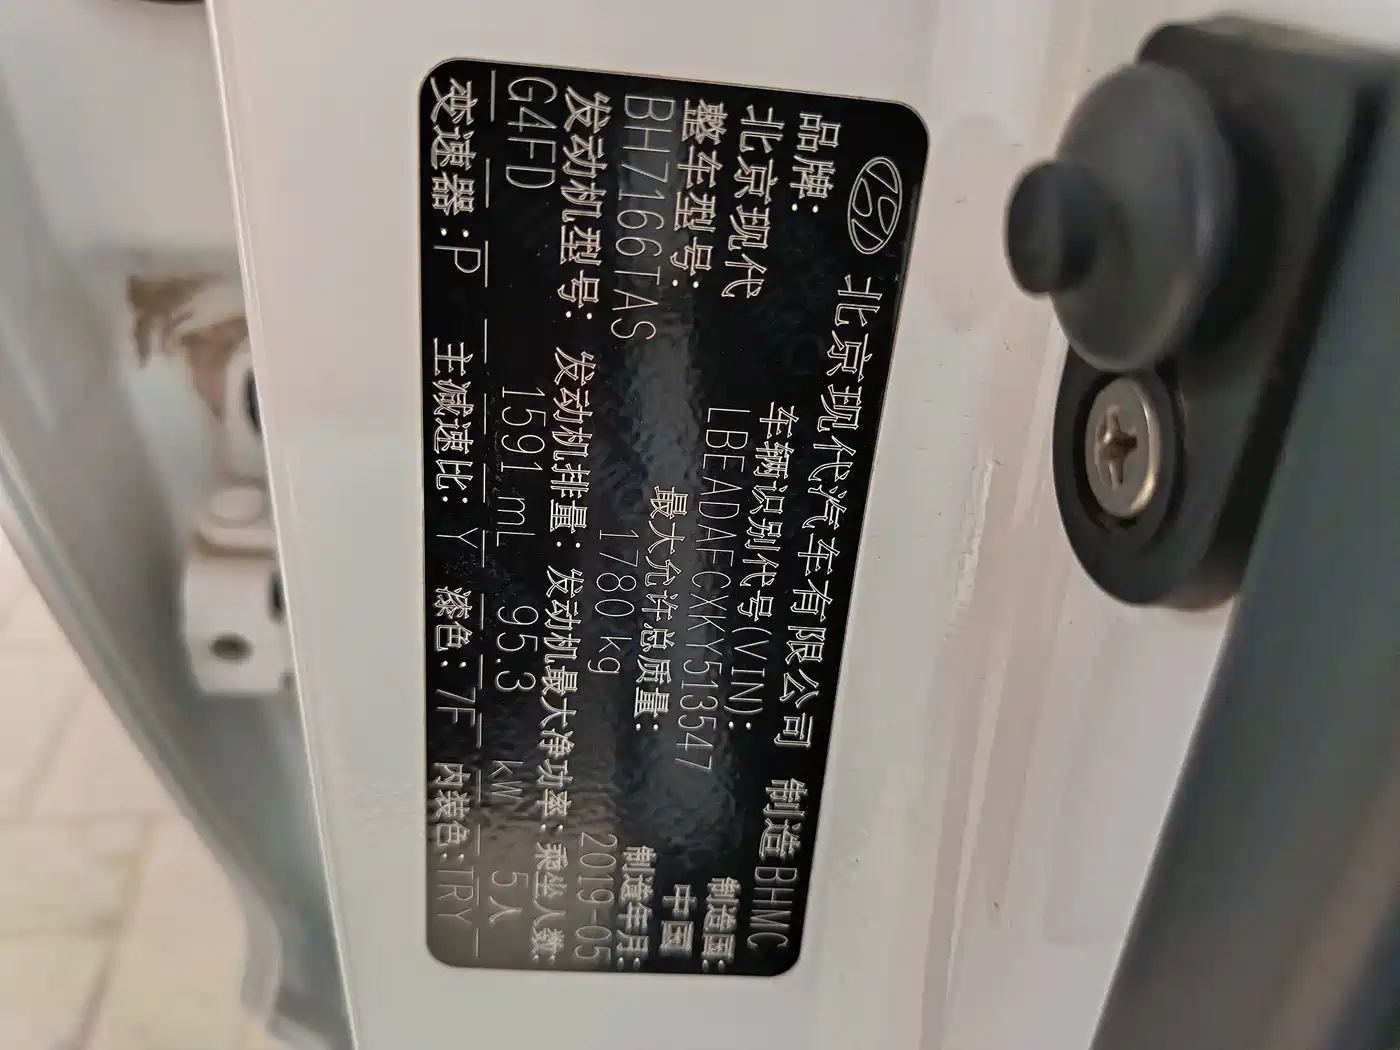 北京现代汽车有限公司 制造 BHMC
品牌: 车辆识别代号(VIN): 制造国:
北京现代 LBEADAFCXKY513547 中国
整车型号: 最大允许总质量: 制造年月:
BH7166TAS 1780kg 2019-05
发动机型号: 发动机排量: 发动机最大净功率: 乘坐人数:
G4FD 1591 mL 95.3 kW 5人
变速器: P 主减速比: Y 漆色: 7F 内装色: TRY